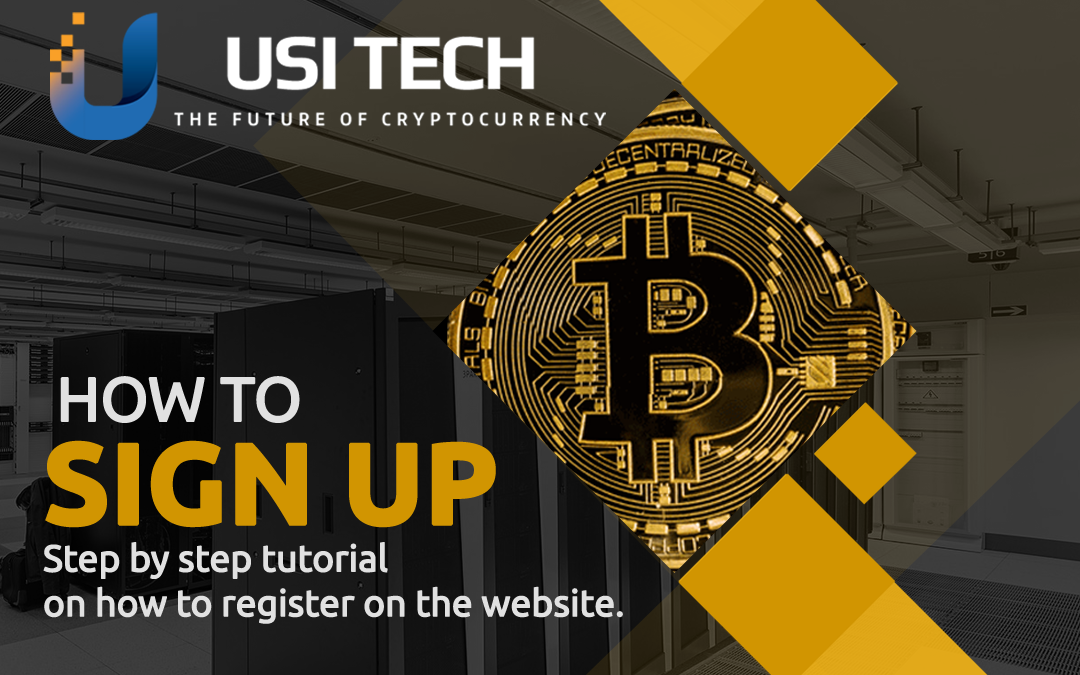 USI TECH
THE FUTURE OF CRYPTOCURRENCY
DECENTRALIZED
HOW TO
SIGN UP
Step by step tutorial
on how to register on the website.